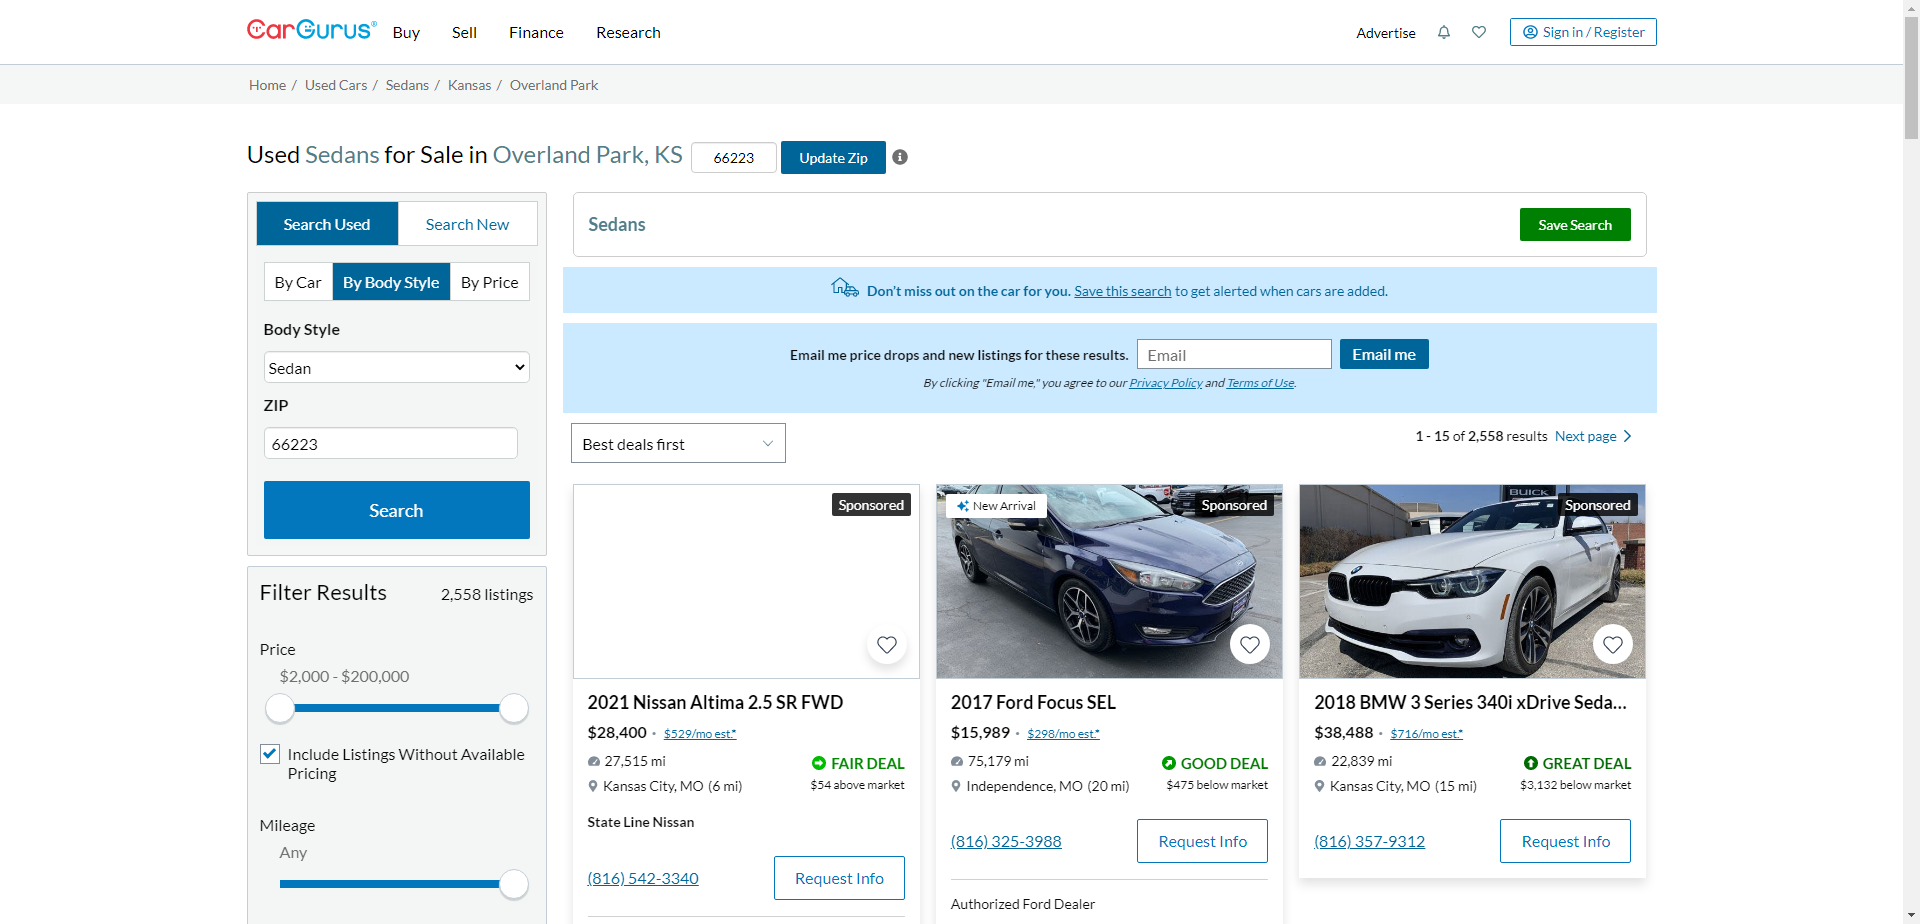 CarGurus®
Buy Sell Finance Research
Advertise
Sign in / Register
Home / Used Cars / Sedans / Kansas / Overland Park
Used Sedans for Sale in Overland Park, KS
66223
Update Zip
Search Used
Search New
By Car
By Body Style
By Price
Body Style
Sedan
ZIP
66223
Search
Filter Results
2,558 listings
Price
$2,000 - $200,000
Include Listings Without Available
Pricing
Mileage
Any
Sedans
Save Search
Don't miss out on the car for you. Save this search to get alerted when cars are added.
Email me price drops and new listings for these results.
Email
Email me
By clicking "Email me," you agree to our Privacy Policy and Terms of Use.
Best deals first
1 - 15 of 2,558 results Next page
Sponsored
2021 Nissan Altima 2.5 SR FWD
$28,400 · $529/mo est.*
27,515 mi
FAIR DEAL
Kansas City, MO (6 mi)
$54 above market
State Line Nissan
(816) 542-3340
Request Info
New Arrival
Sponsored
2017 Ford Focus SEL
$15,989 · $298/mo est.*
75,179 mi
GOOD DEAL
Independence, MO (20 mi)
$475 below market
(816) 325-3988
Request Info
Authorized Ford Dealer
BUICK
Sponsored
2018 BMW 3 Series 340i xDrive Seda...
$38,488 · $716/mo est.*
22,839 mi
GREAT DEAL
Kansas City, MO (15 mi)
$3,132 below market
(816) 357-9312
Request Info